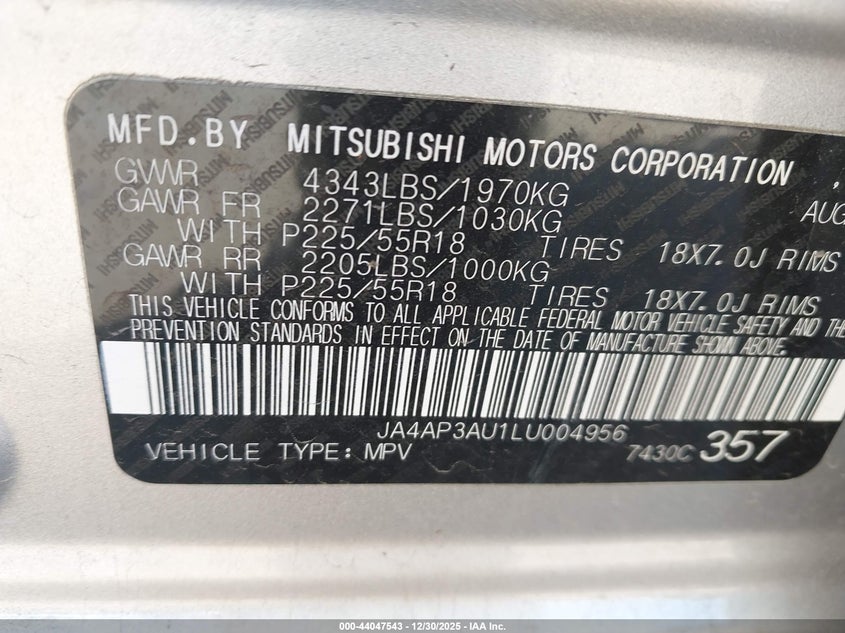 MFD.BY MITSUBISHI MOTORS CORPORATION
GVWR 4343LBS/1970KG AUG
GAWR FR 2271LBS/1030KG
WITH P225/55R18 TIRES 18X7.0J RIMS
GAWR RR 2205LBS/1000KG
WITH P225/55R18 TIRES 18X7.0J RIMS
THIS VEHICLE CONFORMS TO ALL APPLICABLE FEDERAL MOTOR VEHICLE SAFETY AND THE
PREVENTION STANDARDS IN EFFECT ON THE DATE OF MANUFACTURE SHOWN ABOVE.
JA4AP3AU1LU004956
VEHICLE TYPE: MPV 7430C 357
000-44047543 — 12/30/2025 — IAA Inc.